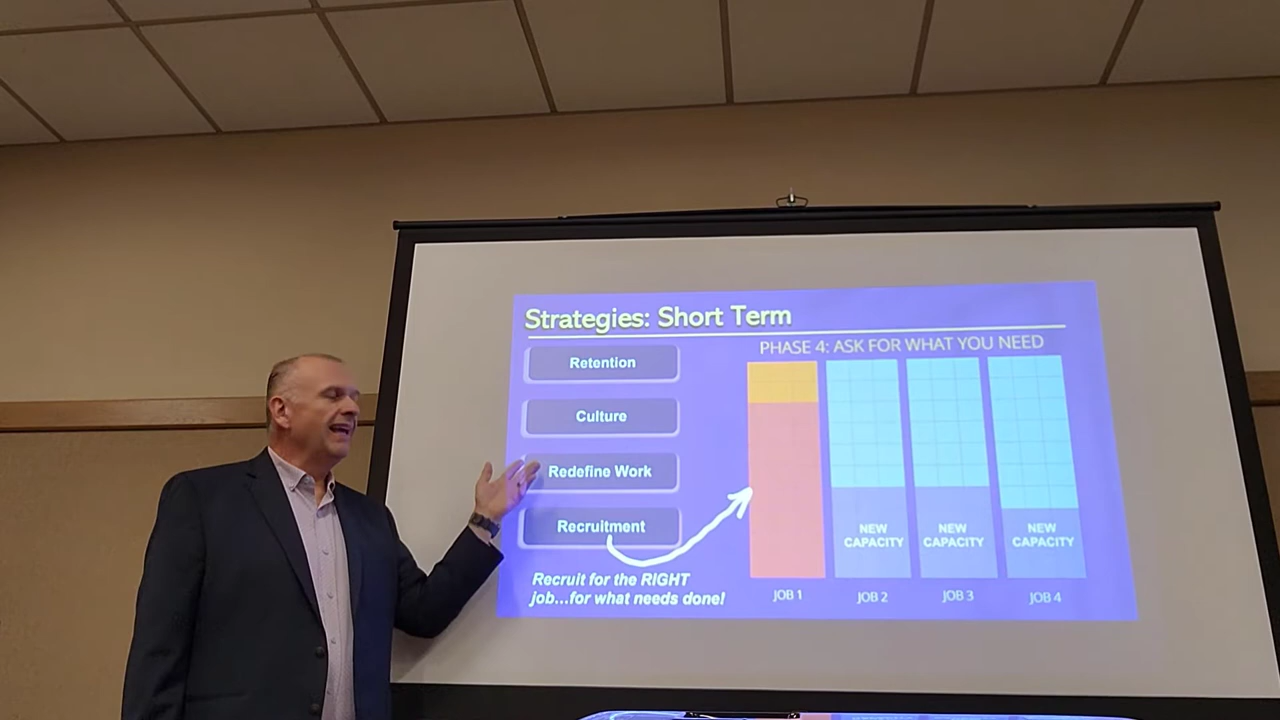 Strategies: Short Term
PHASE 4: ASK FOR WHAT YOU NEED
Retention
Culture
Redefine Work
Recruitment
Recruit for the RIGHT
job...for what needs done!
NEW
CAPACITY
NEW
CAPACITY
NEW
CAPACITY
JOB 1
JOB 2
JOB 3
JOB 4